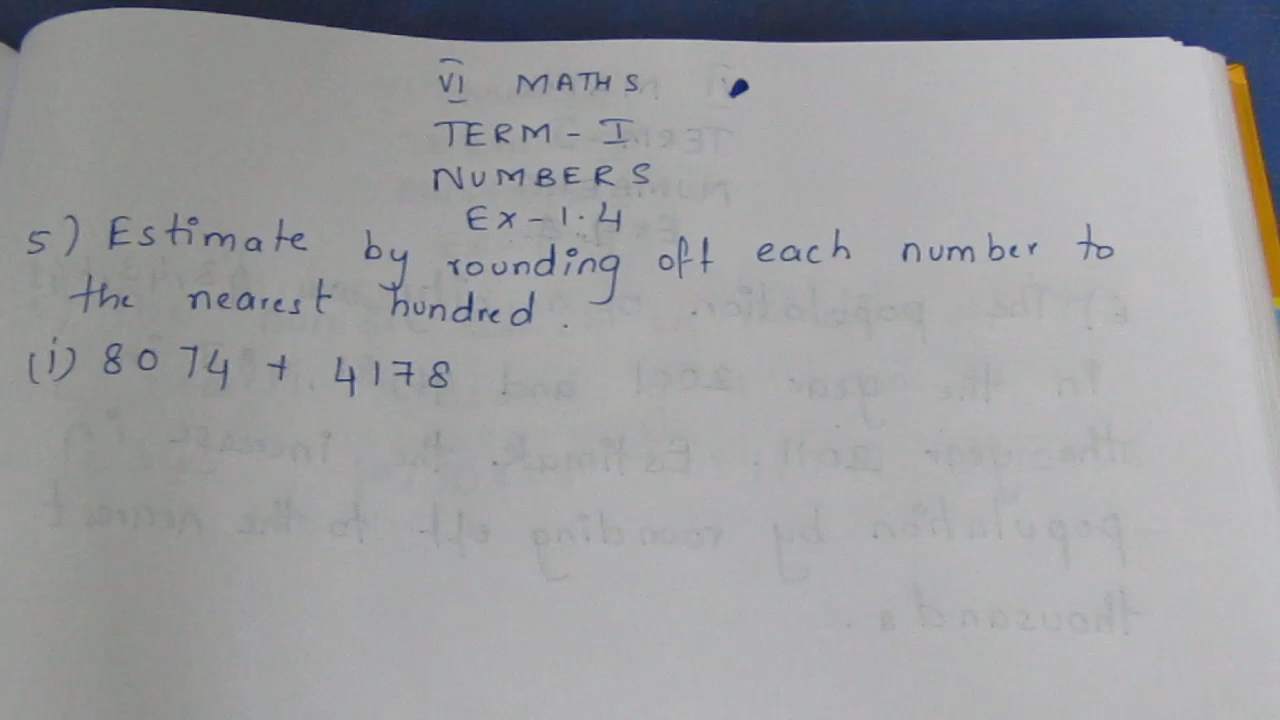 VI MATHS
TERM - I
NUMBERS
Ex - 1.4
5) Estimate by rounding off each number to
the nearest hundred.
(i) 8074 + 4178